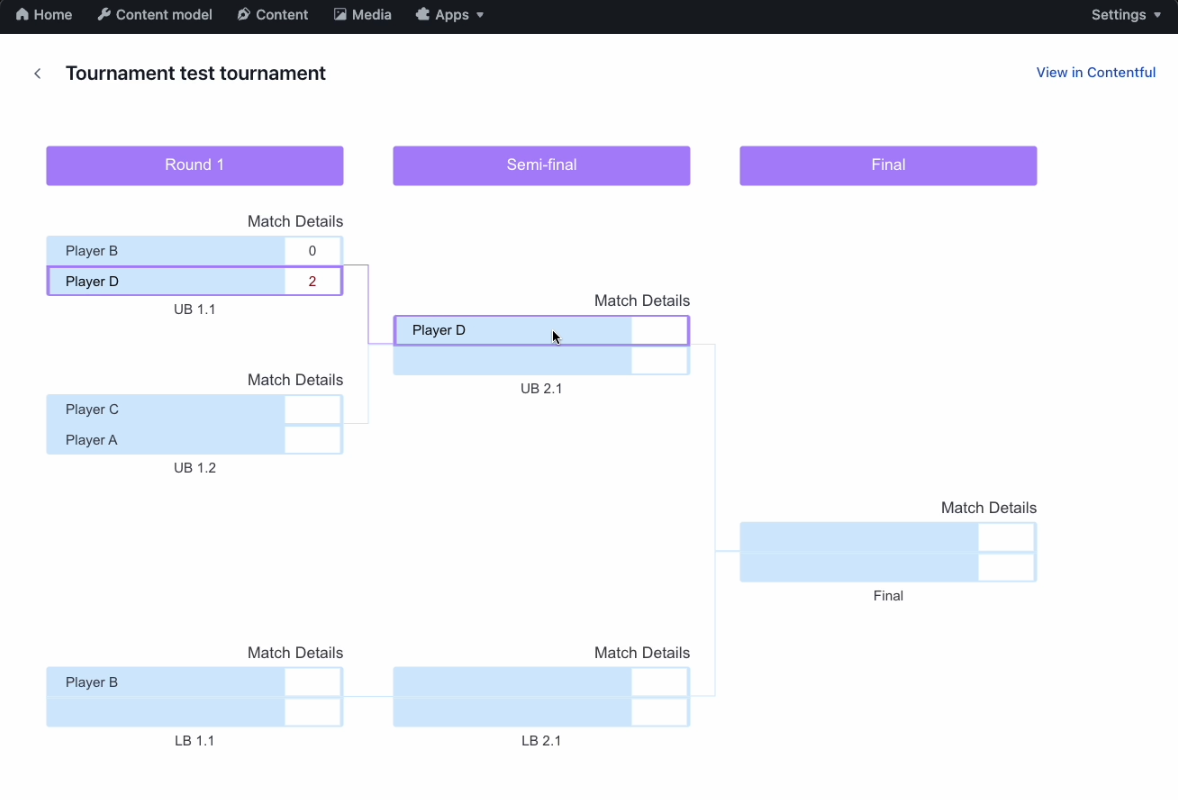 Home Content model Content Media Apps Settings
Tournament test tournament
View in Contentful
Round 1
Semi-final
Final
Match Details
Player B 0
Player D 2
UB 1.1
Match Details
Player D
UB 2.1
Match Details
Player C
Player A
UB 1.2
Match Details
Final
Match Details
Player B
LB 1.1
Match Details
LB 2.1